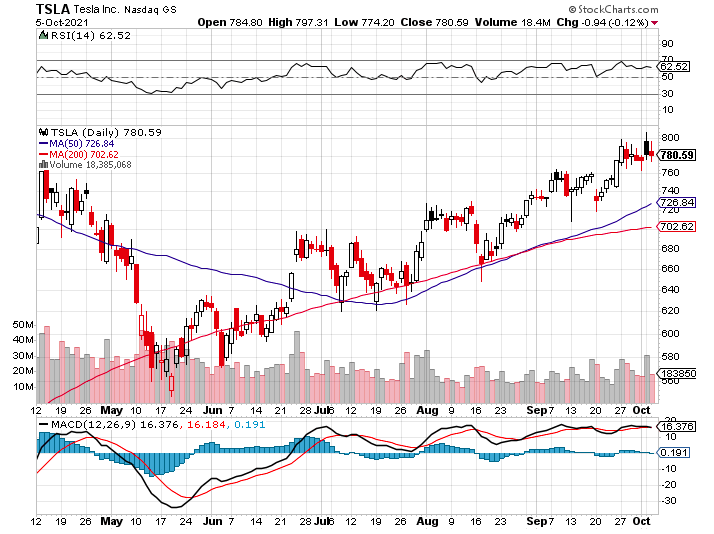 TSLA Tesla Inc. Nasdaq GS
© StockCharts.com
5-Oct-2021
Open 784.80 High 797.31 Low 774.20 Close 780.59 Volume 18.4M Chg -0.94 (-0.12%)
RSI(14) 62.52
90
70
62.52
50
30
10
TSLA (Daily) 780.59
MA(50) 726.84
MA(200) 702.62
Volume 18,385,068
800
780.59
760
740
726.84
720
702.62
680
660
640
620
600
580
560
50M
40M
30M
20M
10M
183850
12 19 26 May 10 17 24 Jun 7 14 21 28 Jul 6 12 19 26 Aug 9 16 23 Sep 7 13 20 27 Oct
MACD(12,26,9) 16.376, 16.184, 0.191
20
16.376
10
0.191
-10
-20
-30
12 19 26 May 10 17 24 Jun 7 14 21 28 Jul 6 12 19 26 Aug 9 16 23 Sep 7 13 20 27 Oct